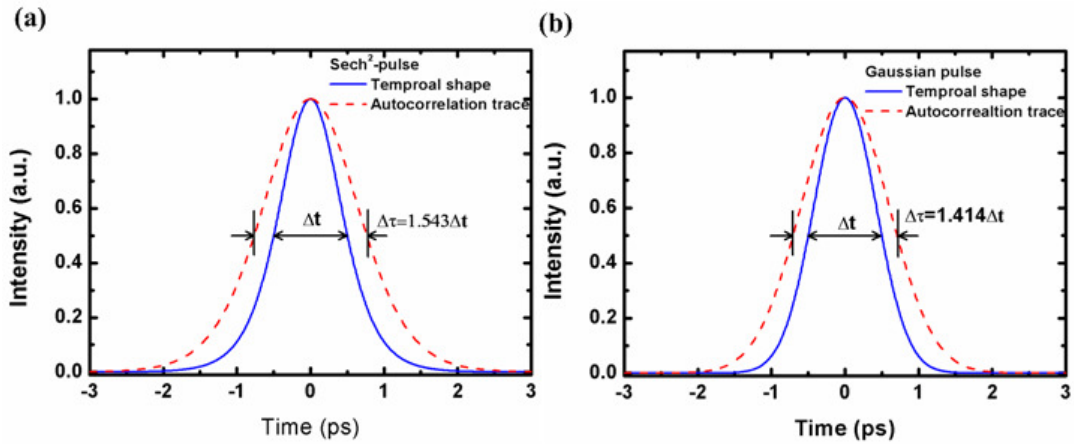 (a)
Sech²-pulse
Temproal shape
Autocorrelation trace
Δt
Δτ=1.543Δt
Intensity (a.u.)
1.0
0.8
0.6
0.4
0.2
0.0
-3 -2 -1 0 1 2 3
Time (ps)
(b)
Gaussian pulse
Temproal shape
Autocorrealtion trace
Δt
Δτ=1.414Δt
Intensity (a.u.)
1.0
0.8
0.6
0.4
0.2
0.0
-3 -2 -1 0 1 2 3
Time (ps)